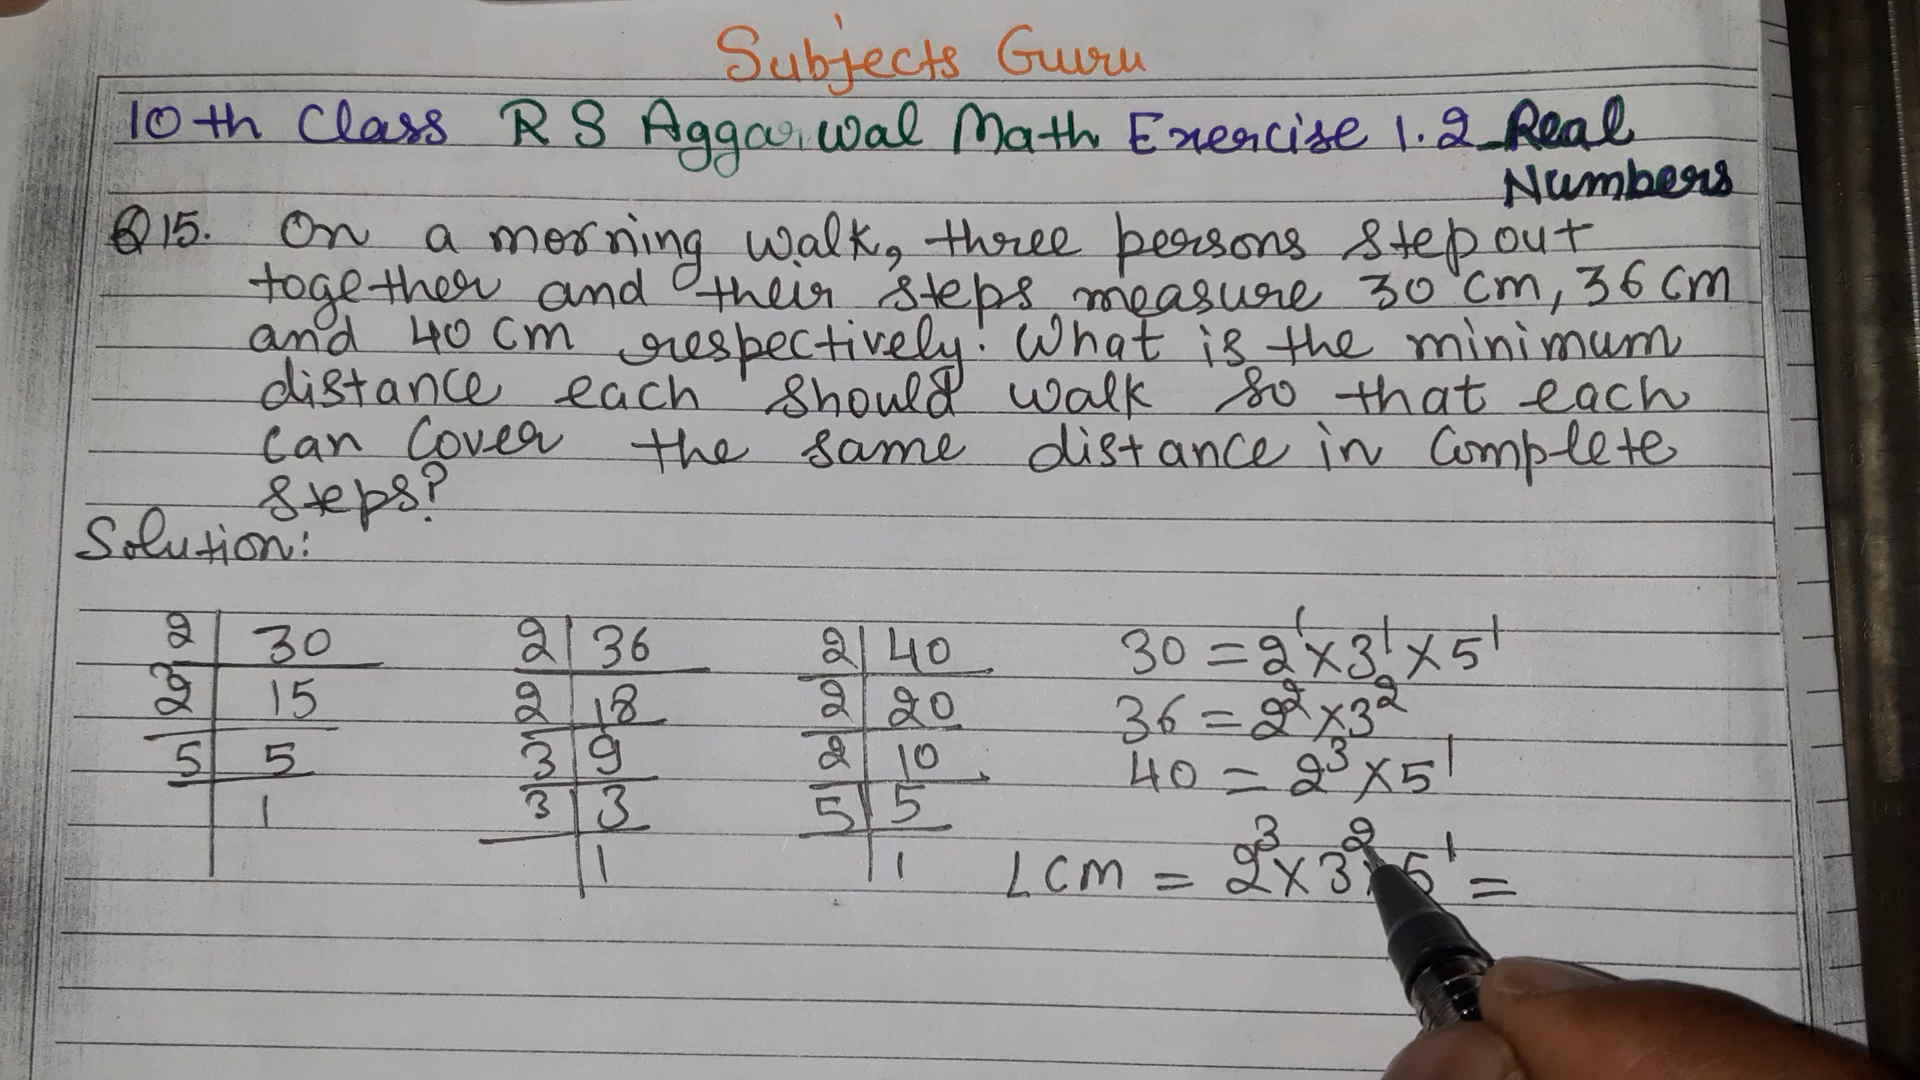 Subjects Guru
10th Class R S Aggarwal Math Exercise 1.2 Real
Numbers
Q15. On a morning walk, three persons step out
together and their steps measure 30 cm, 36 cm
and 40 cm respectively. What is the minimum
distance each should walk so that each
can cover the same distance in complete
steps?
Solution:
2 | 30
15
5 | 5
1
2 | 36
2 | 18
3 | 9
3 | 3
1
2 | 40
2 | 20
2 | 10
5 | 5
1
30 = 2¹ × 3¹ × 5¹
36 = 2² × 3²
40 = 2³ × 5¹
LCM = 2³ × 3² × 5¹ =